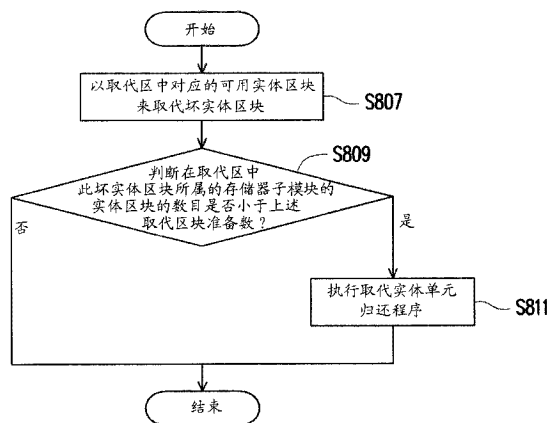 开始
以取代区中对应的可用实体区块
来取代坏实体区块
S807
S809
判断在取代区中
此坏实体区块所属的存储器子模块的
实体区块的数目是否小于上述
取代区块准备数？
否
是
执行取代实体单元
归还程序
S811
结束